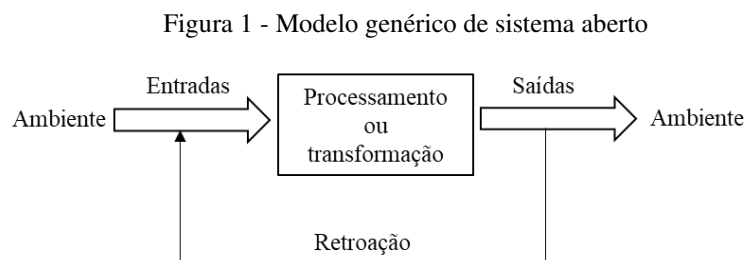 Figura 1 - Modelo genérico de sistema aberto
Entradas
Saídas
Ambiente
Processamento
ou
transformação
Ambiente
Retroação